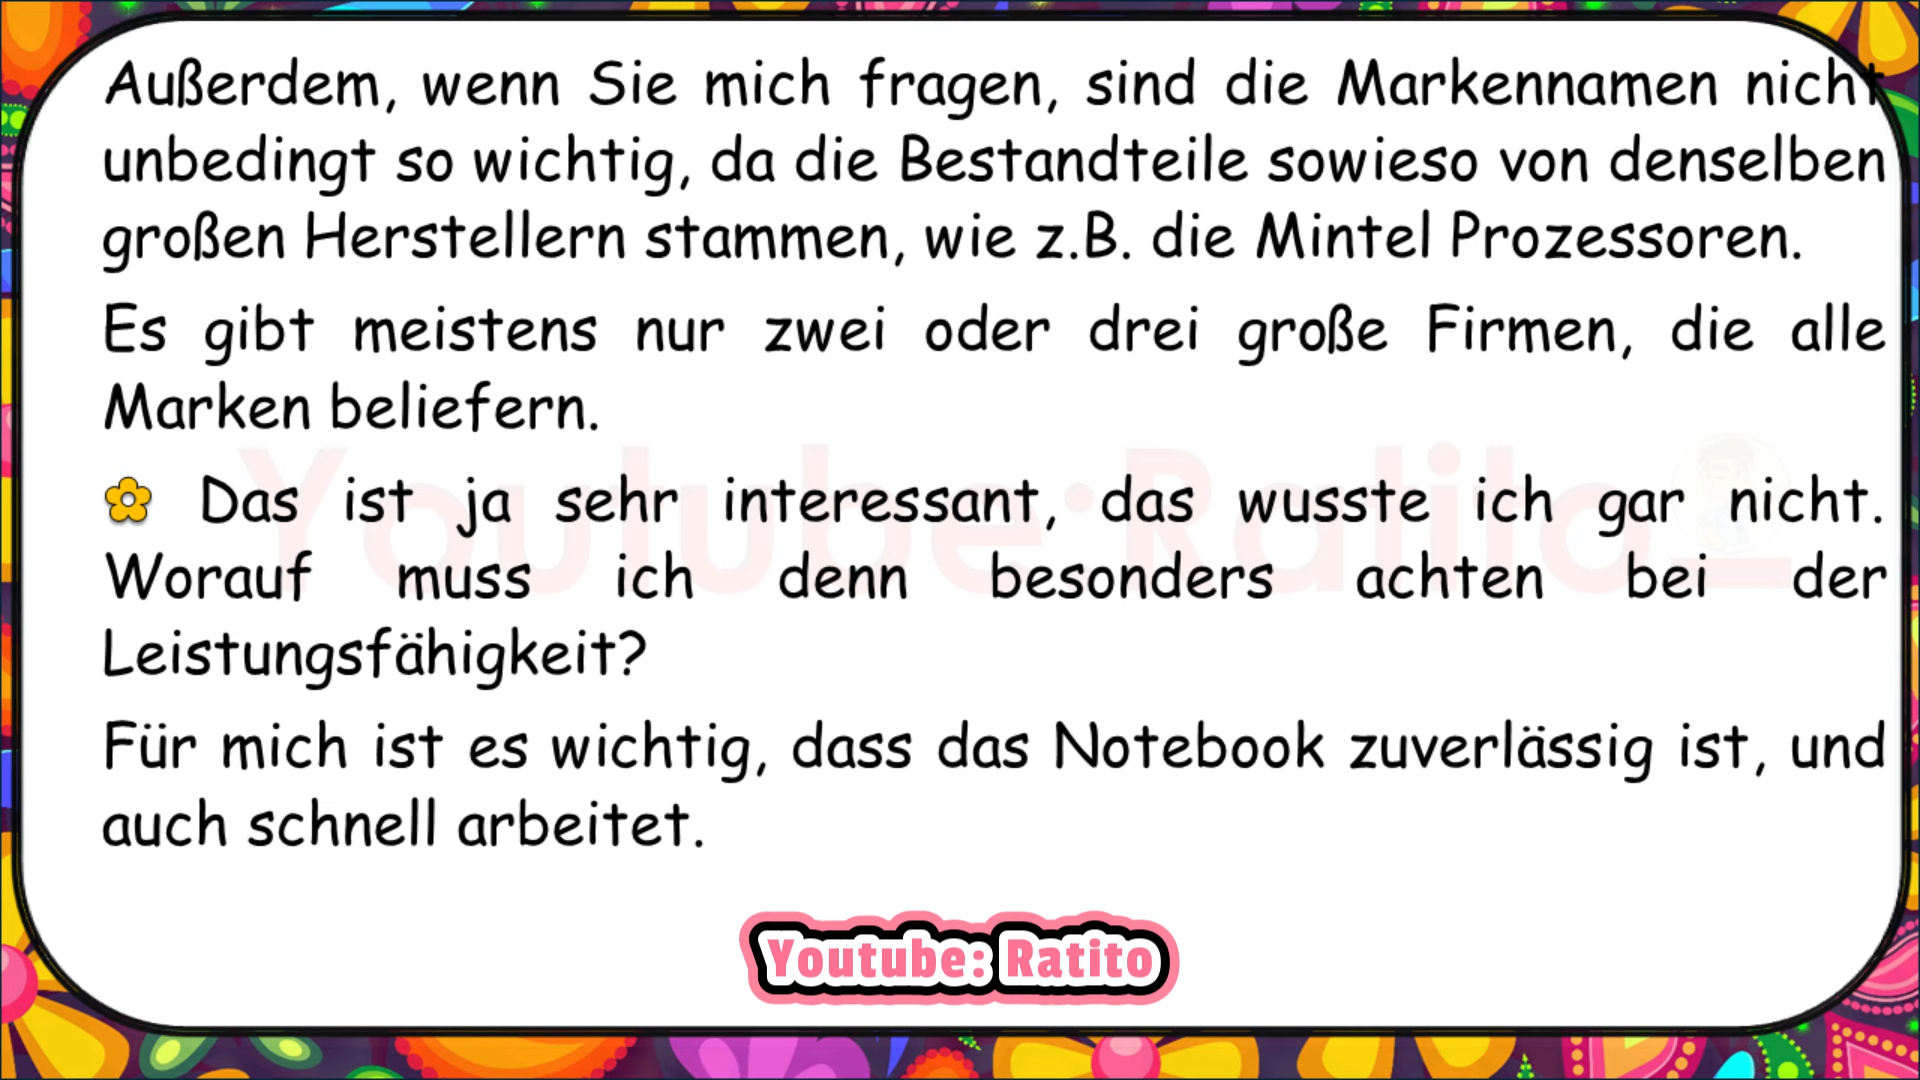 Außerdem, wenn Sie mich fragen, sind die Markennamen nicht
unbedingt so wichtig, da die Bestandteile sowieso von denselben
großen Herstellern stammen, wie z.B. die Mintel Prozessoren.
Es gibt meistens nur zwei oder drei große Firmen, die alle
Marken beliefern.
Das ist ja sehr interessant, das wusste ich gar nicht.
Worauf muss ich denn besonders achten bei der
Leistungsfähigkeit?
Für mich ist es wichtig, dass das Notebook zuverlässig ist, und
auch schnell arbeitet.
Youtube: Ratito_
Youtube: Ratito